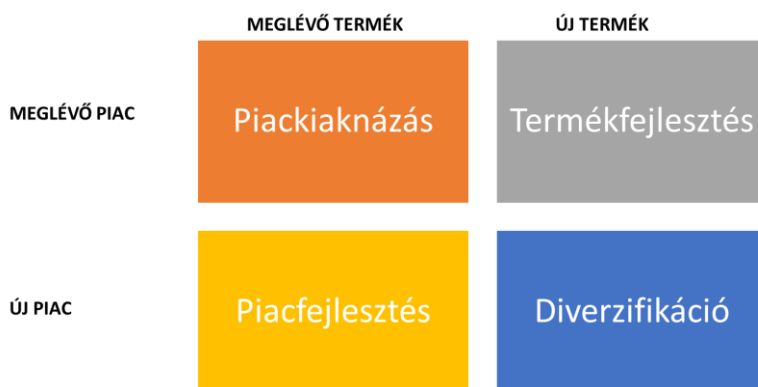 MEGLÉVŐ TERMÉK
ÚJ TERMÉK
MEGLÉVŐ PIAC
Piackiaknázás
Termékfejlesztés
ÚJ PIAC
Piacfejlesztés
Diverzifikáció